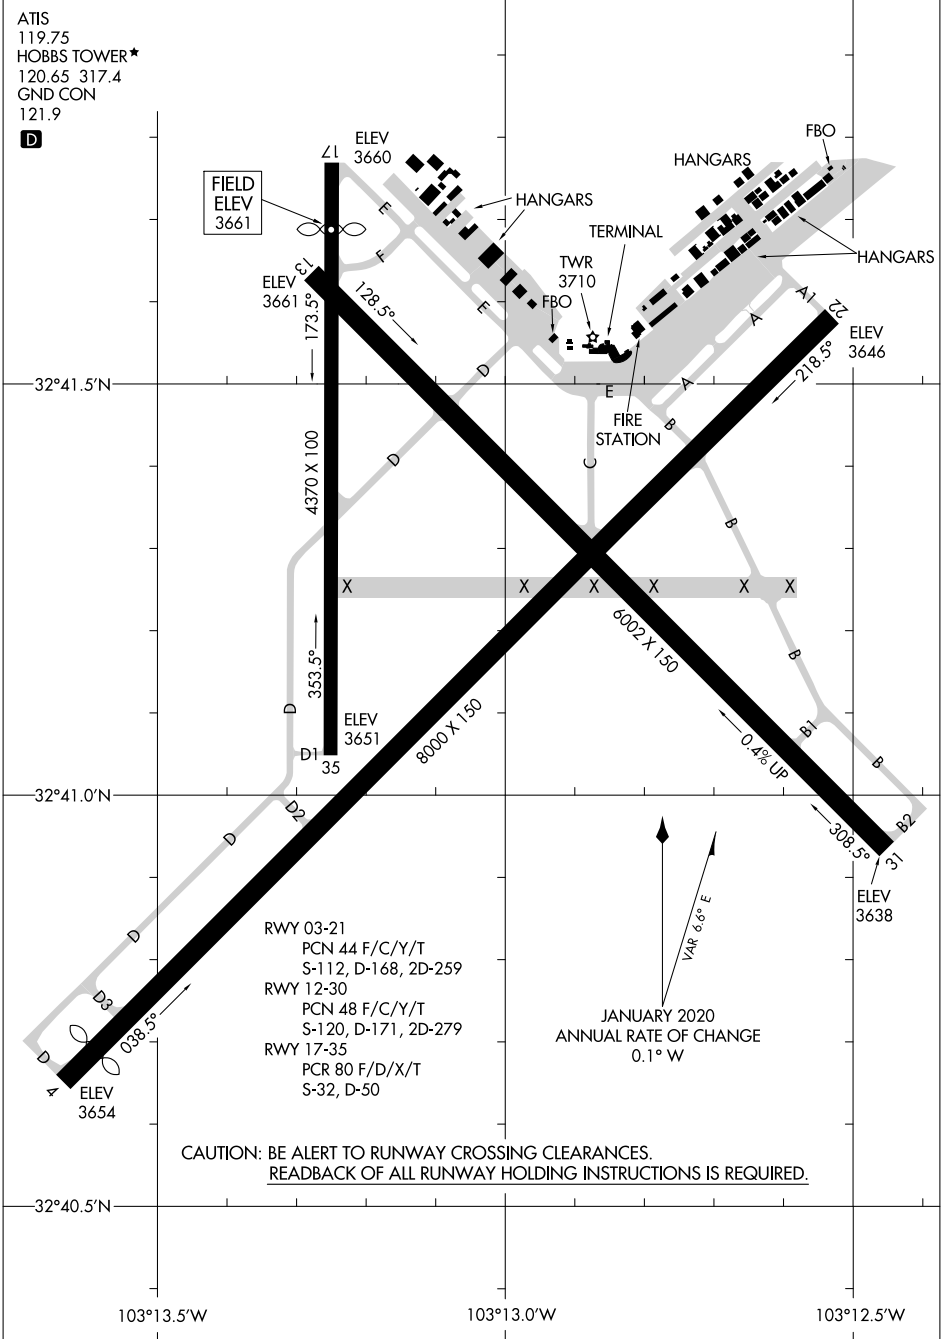 ATIS
119.75
HOBBS TOWER★
120.65 317.4
GND CON
121.9
D
17
ELEV
3660
FIELD
ELEV
3661
HANGARS
FBO
HANGARS
TERMINAL
HANGARS
TWR
3710
FBO
E
F
E
13
ELEV
3661
128.5°
173.5°
A1
22
A
ELEV
3646
218.5°
D
32°41.5'N
E
A
FIRE
STATION
B
D
C
4370 X 100
B
X
X
X
X
X
X
6002 X 150
B
353.5°
D
ELEV
3651
8000 X 150
B1
D1
35
0.4% UP
B
32°41.0'N
D2
D
B2
308.5°
31
ELEV
3638
VAR 6.6° E
D
RWY 03-21
PCN 44 F/C/Y/T
S-112, D-168, 2D-259
RWY 12-30
PCN 48 F/C/Y/T
S-120, D-171, 2D-279
RWY 17-35
PCR 80 F/D/X/T
S-32, D-50
D3
038.5°
D
4
ELEV
3654
JANUARY 2020
ANNUAL RATE OF CHANGE
0.1° W
CAUTION: BE ALERT TO RUNWAY CROSSING CLEARANCES.
READBACK OF ALL RUNWAY HOLDING INSTRUCTIONS IS REQUIRED.
32°40.5'N
103°13.5'W
103°13.0'W
103°12.5'W